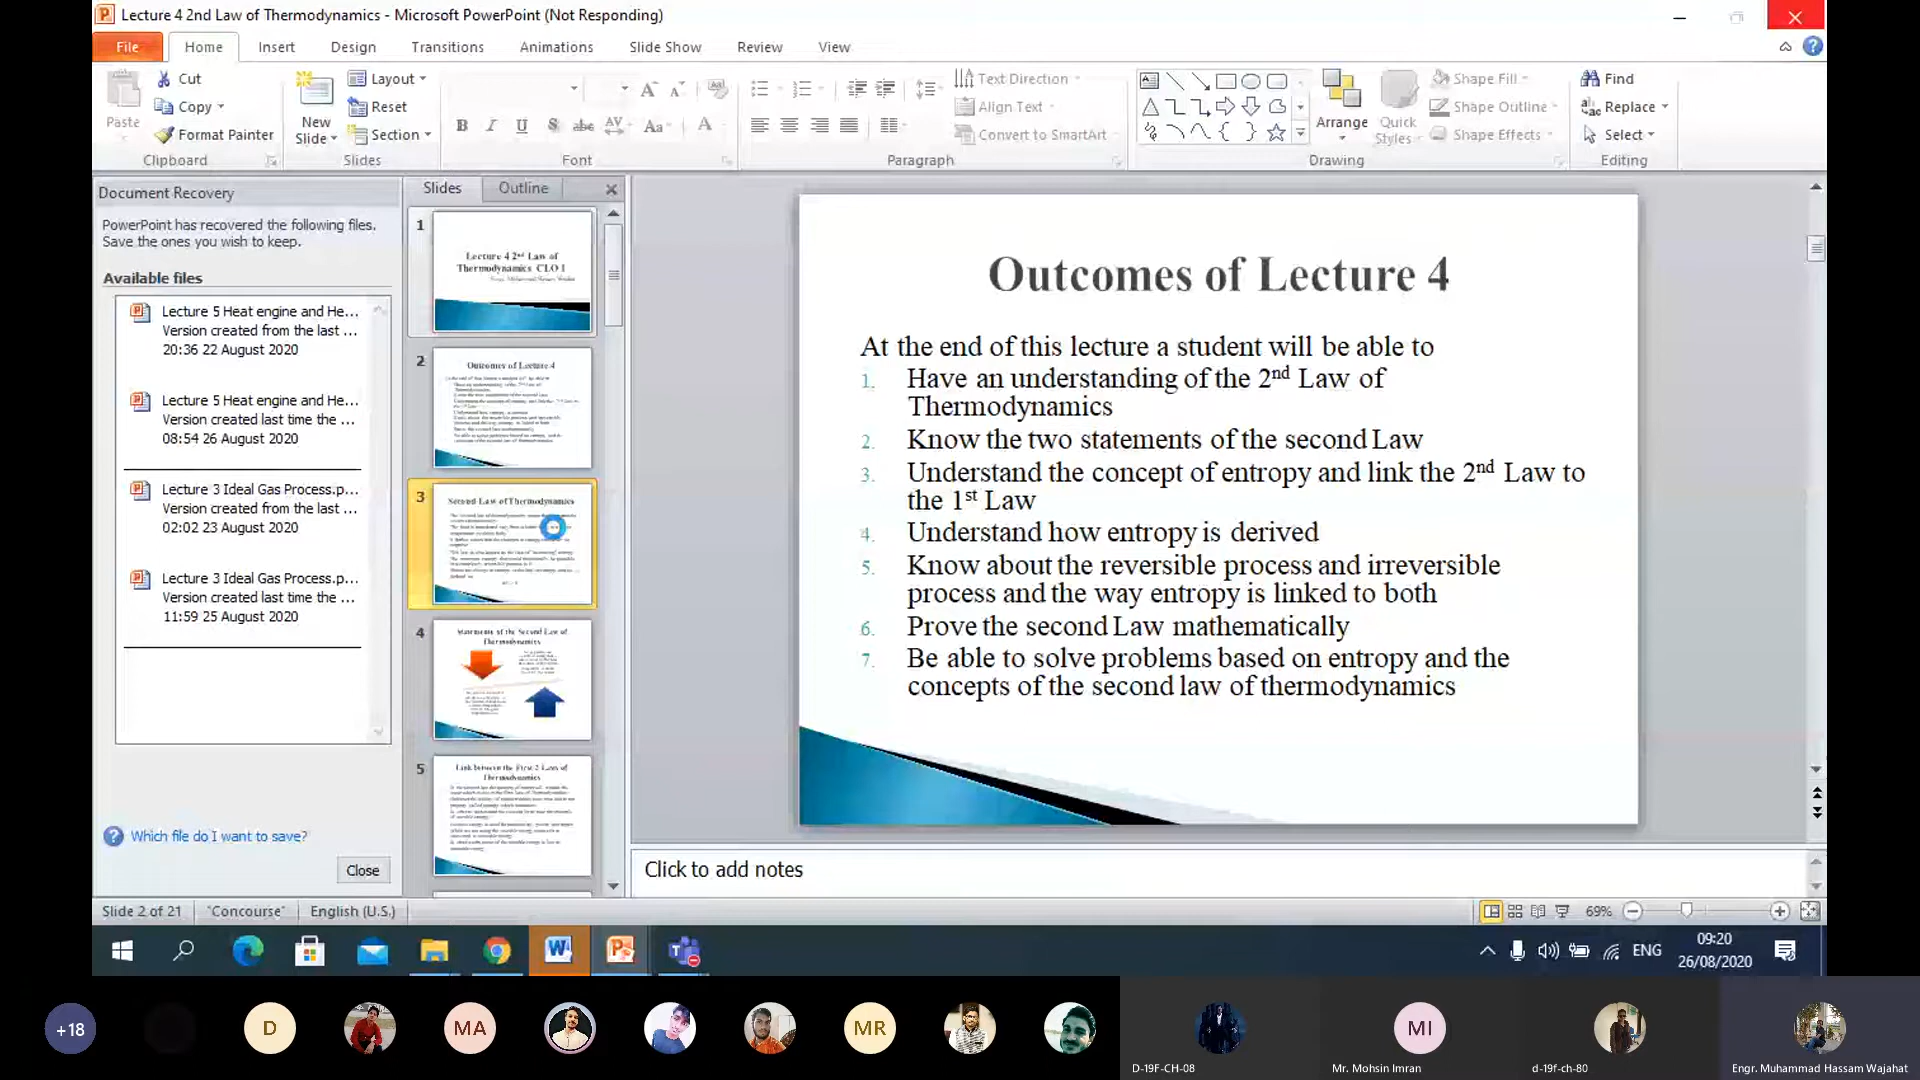 Lecture 4 2nd Law of Thermodynamics - Microsoft PowerPoint (Not Responding)
File Home Insert Design Transitions Animations Slide Show Review View
Paste
Cut
Copy
Format Painter
Clipboard
New Slide
Layout
Reset
Section
Slides
B I U S abc AV Aa A
Font
Text Direction
Align Text
Convert to SmartArt
Paragraph
Arrange
Quick Styles
Shape Fill
Shape Outline
Shape Effects
Drawing
Find
Replace
Select
Editing
Document Recovery
PowerPoint has recovered the following files.
Save the ones you wish to keep.
Available files
Lecture 5 Heat engine and He...
Version created from the last ...
20:36 22 August 2020
Lecture 5 Heat engine and He...
Version created last time the ...
08:54 26 August 2020
Lecture 3 Ideal Gas Process.p...
Version created from the last ...
02:02 23 August 2020
Lecture 3 Ideal Gas Process.p...
Version created last time the ...
11:59 25 August 2020
Which file do I want to save?
Close
Slides Outline
1
Lecture 4 2nd Law of
Thermodynamics CLO 1
2
Outcomes of Lecture 4
3
Second Law of Thermodynamics
4
Statements of the Second Law of
Thermodynamics
5
Link between the First 2 Laws of
Thermodynamics
Outcomes of Lecture 4
At the end of this lecture a student will be able to
1. Have an understanding of the 2nd Law of
Thermodynamics
2. Know the two statements of the second Law
3. Understand the concept of entropy and link the 2nd Law to
the 1st Law
4. Understand how entropy is derived
5. Know about the reversible process and irreversible
process and the way entropy is linked to both
6. Prove the second Law mathematically
7. Be able to solve problems based on entropy and the
concepts of the second law of thermodynamics
Click to add notes
Slide 2 of 21 "Concourse" English (U.S.) 69%
ENG
09:20
26/08/2020
+18 D MA MR MI
D-19F-CH-08 Mr. Mohsin Imran d-19f-ch-80 Engr. Muhammad Hassam Wajahat